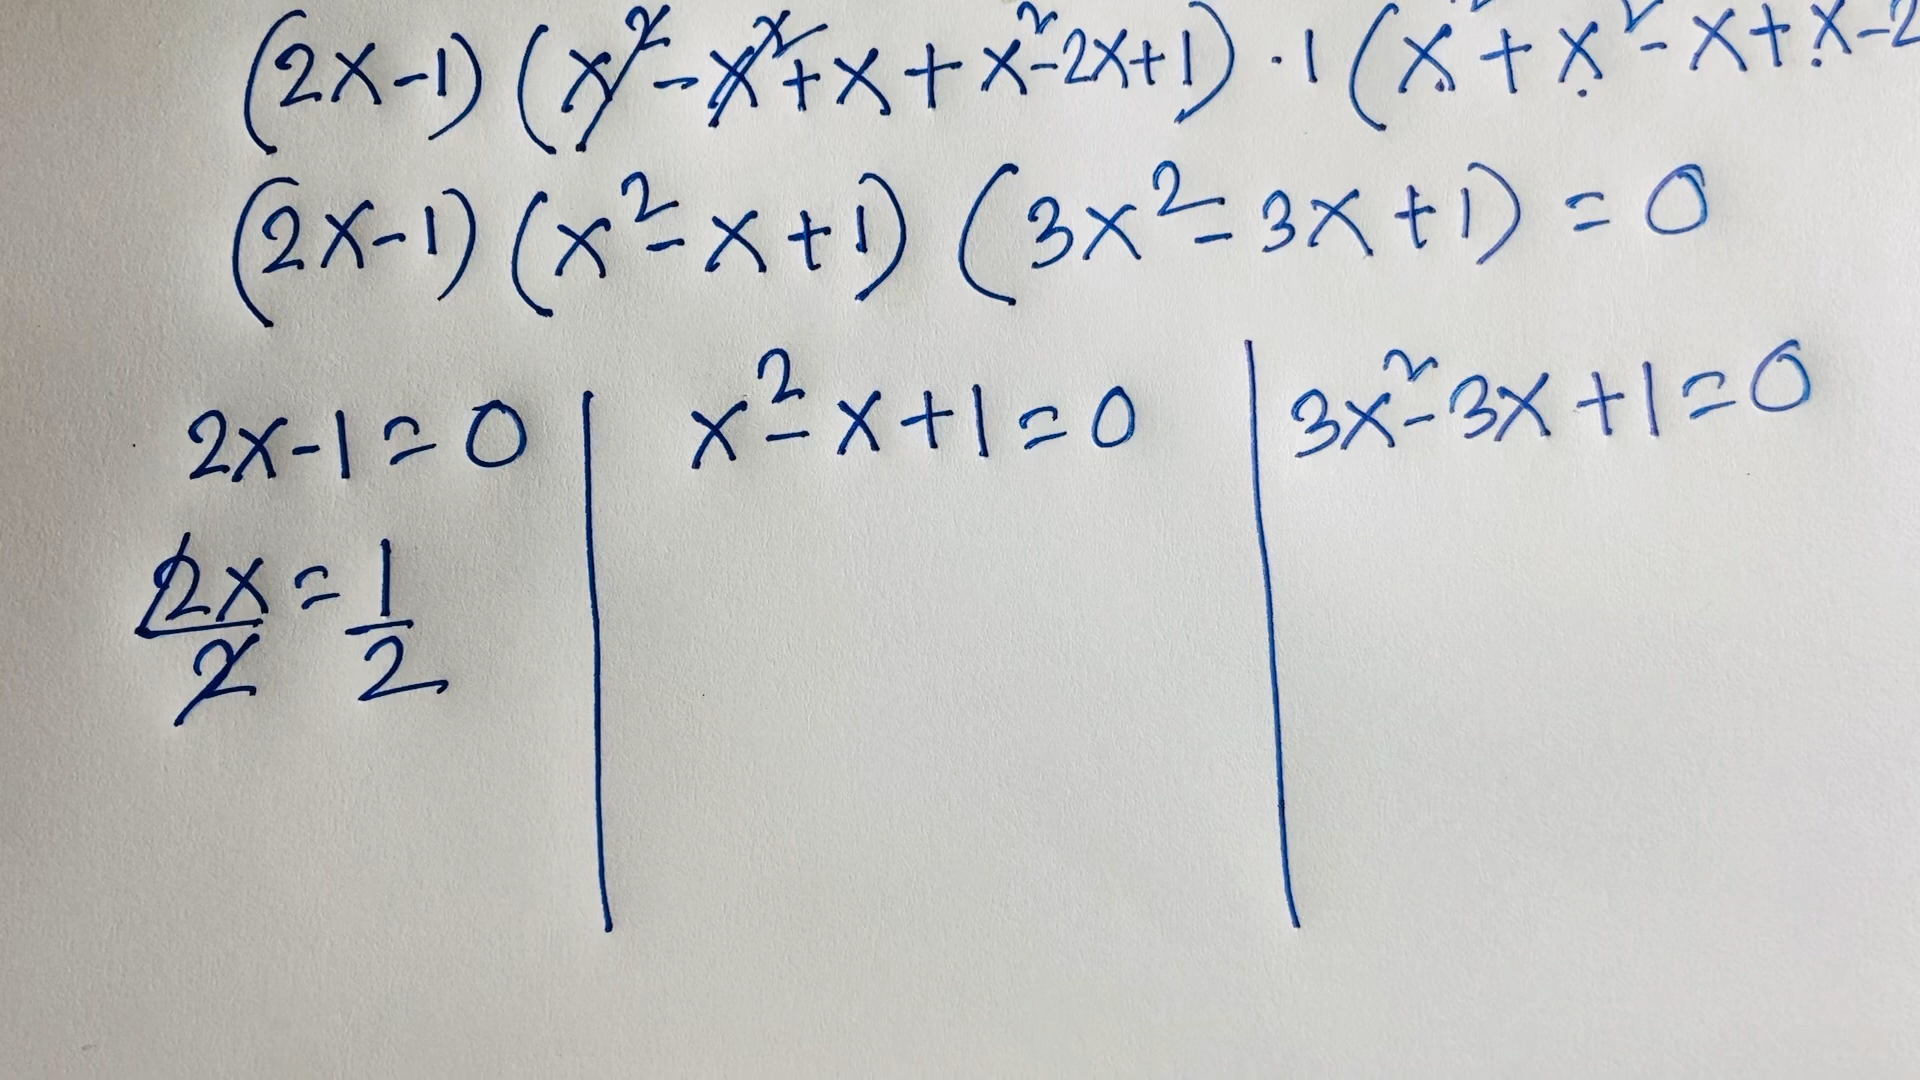 (2x-1)(x²-x²+x+x²-2x+1)·1(x²+x²-x+x-2
(2x-1)(x²-x+1)(3x²-3x+1)=0
2x-1=0 | x²-x+1=0 | 3x²-3x+1=0
2x/2=1/2